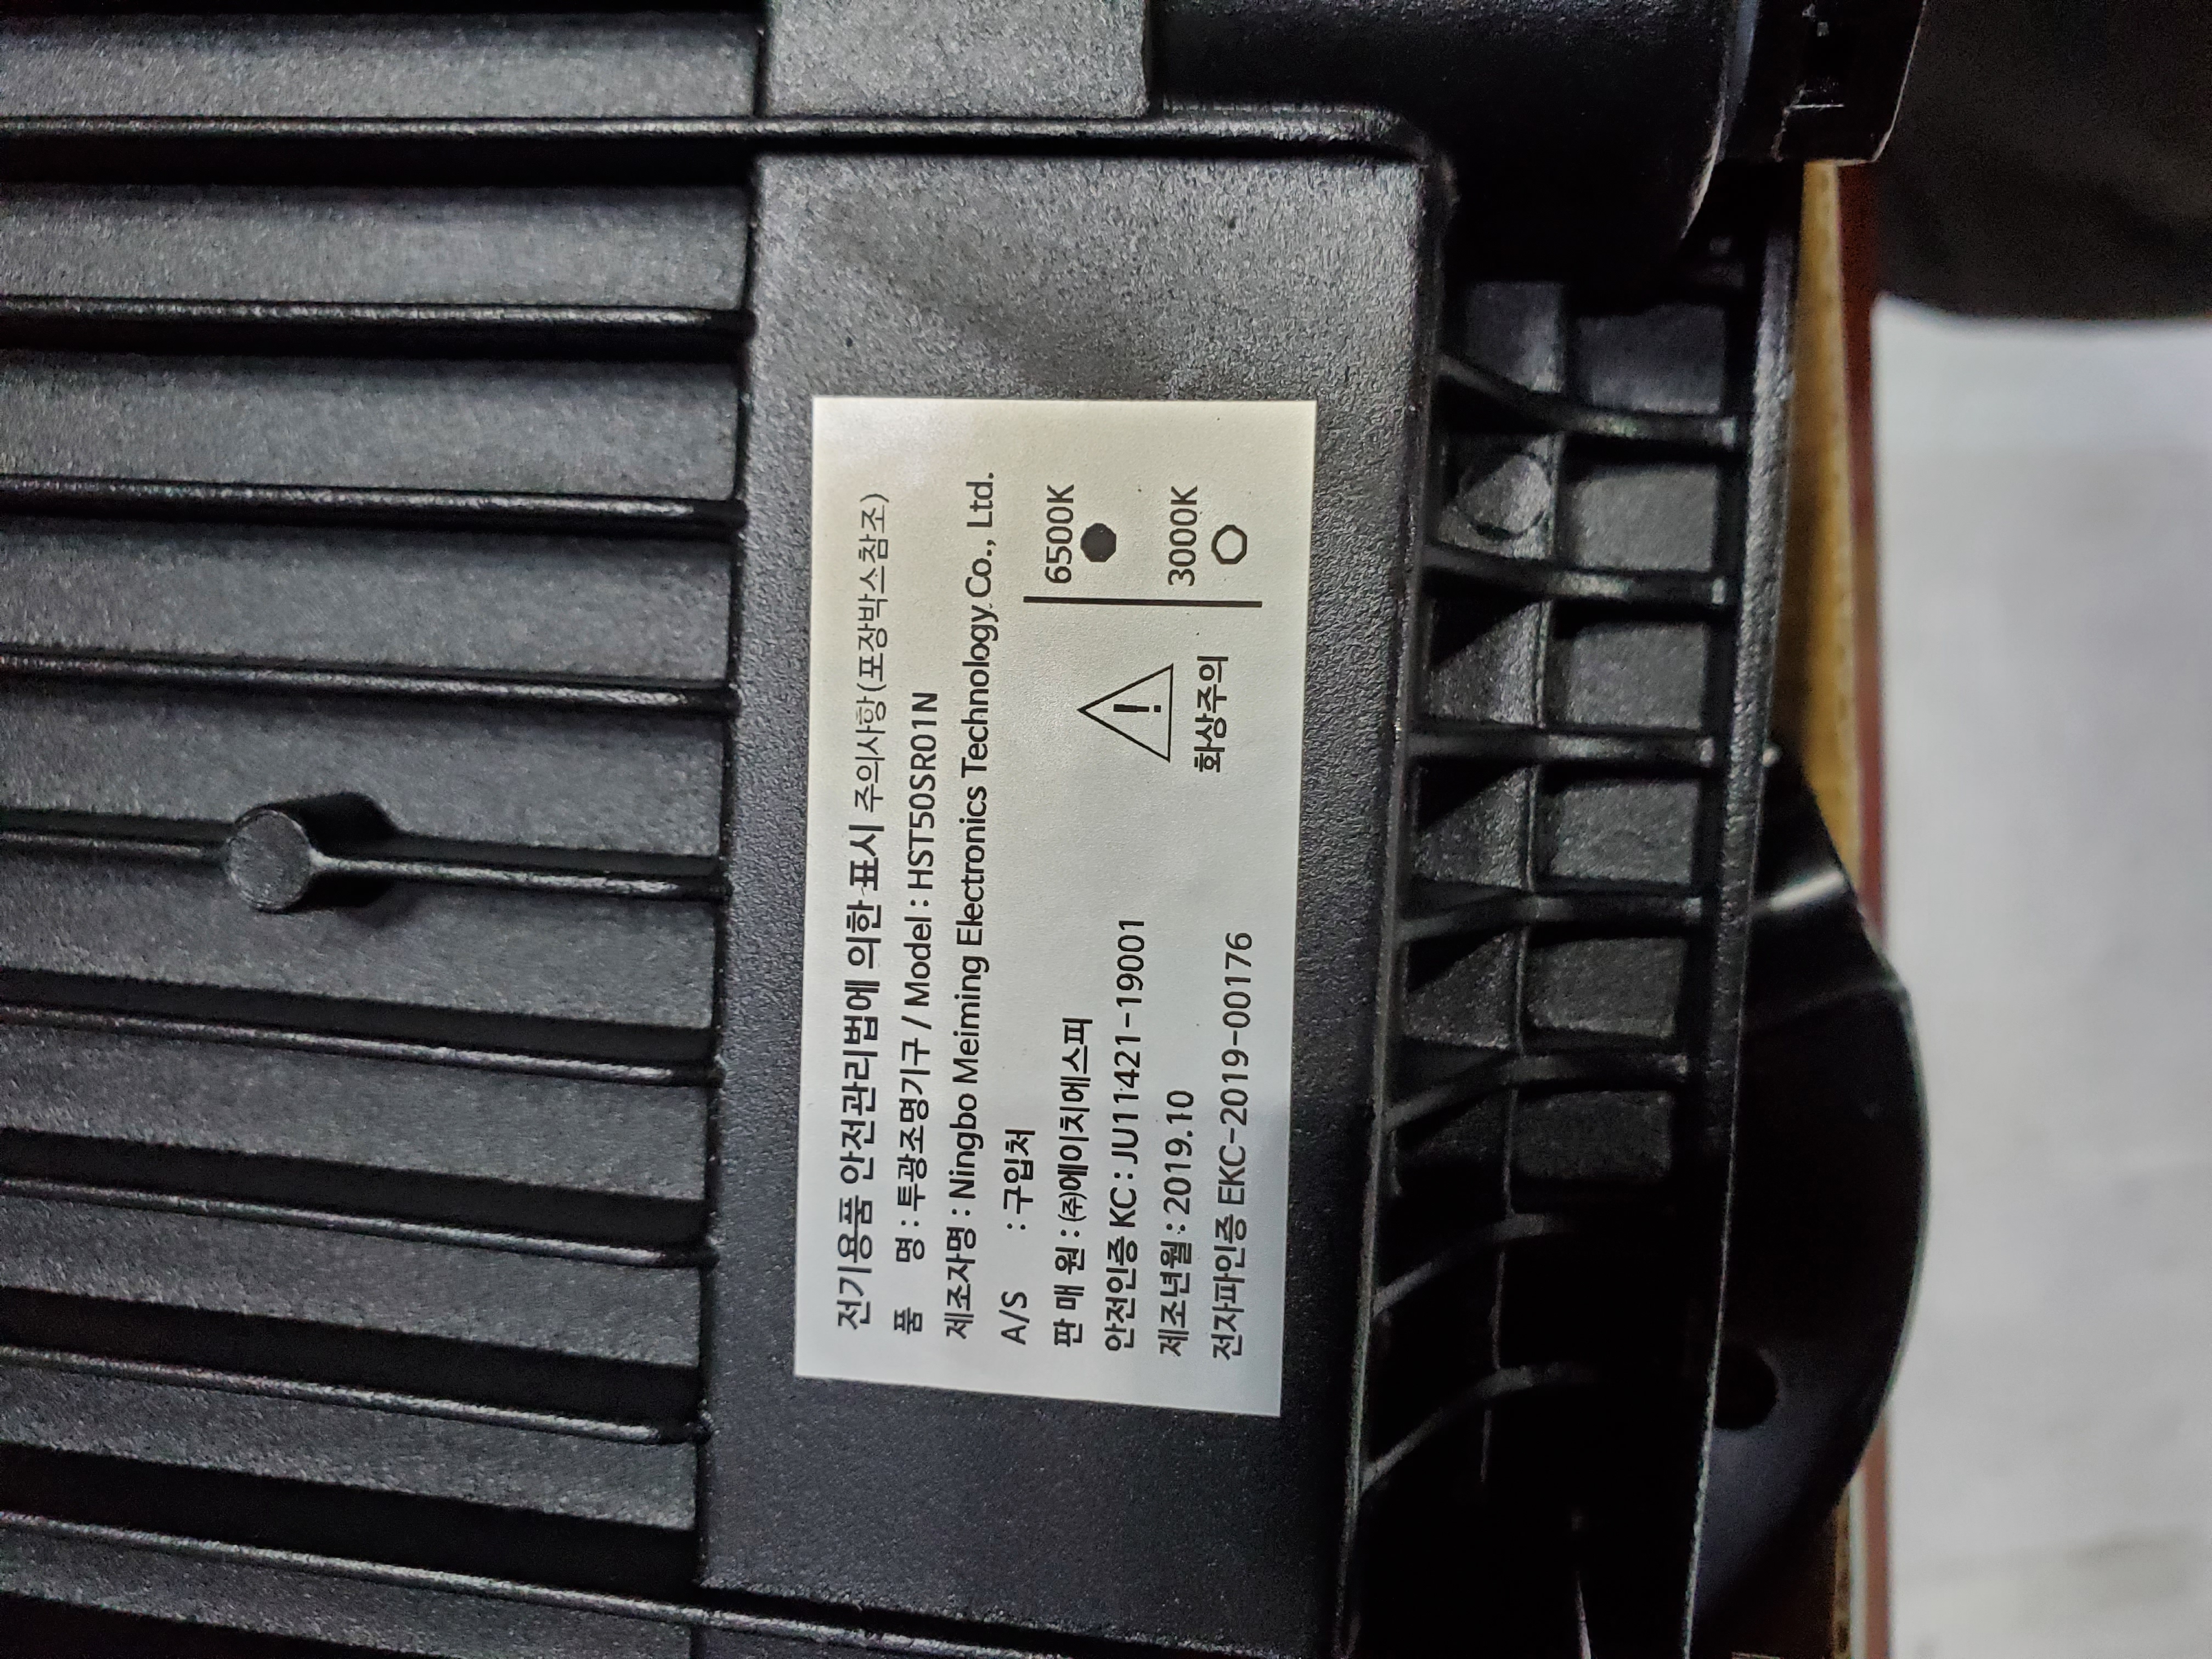 전기용품 안전관리법에 의한 표시 주의사항(포장박스참조)
품 명 : 투광조명기구 / Model : HST50SR01N
제조자명 : Ningbo Meiming Electronics Technology Co., Ltd.
A/S : 구입처
판 매 원 : ㈜에이치에스피
안전인증 KC : JU11421-19001
제조년월 : 2019.10
전자파인증 EKC-2019-00176
화상주의
6500K
3000K